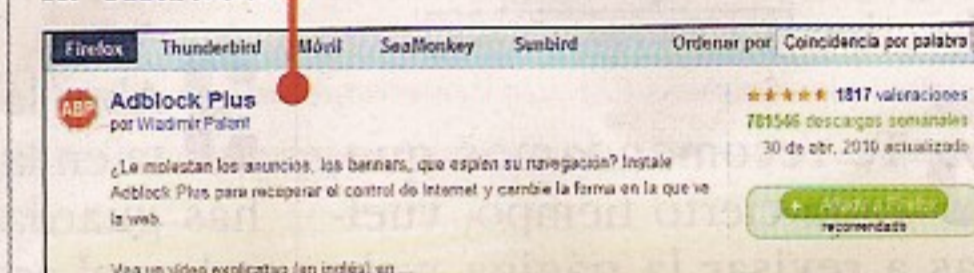 Firefox Thunderbird Móvil SeaMonkey Sunbird Ordenar por Coincidencia por palabra
ABP Adblock Plus
por Wladimir Palant
1817 valoraciones
781546 descargas semanales
30 de abr. 2010 actualizado
¿Le molestan los anuncios, los banners, que espíen su navegación? Instale
Adblock Plus para recuperar el control de Internet y cambie la forma en la que ve
la web.
+ Añadir a Firefox
recomendado
Vea un vídeo explicativo (en inglés) en